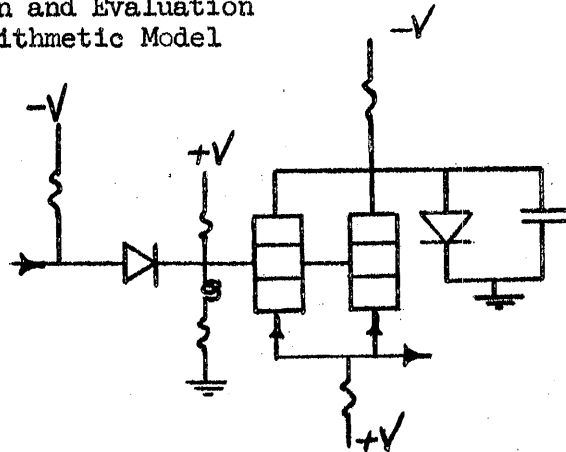 n and Evaluation
ithmetic Model
-V
-V
+V
+V